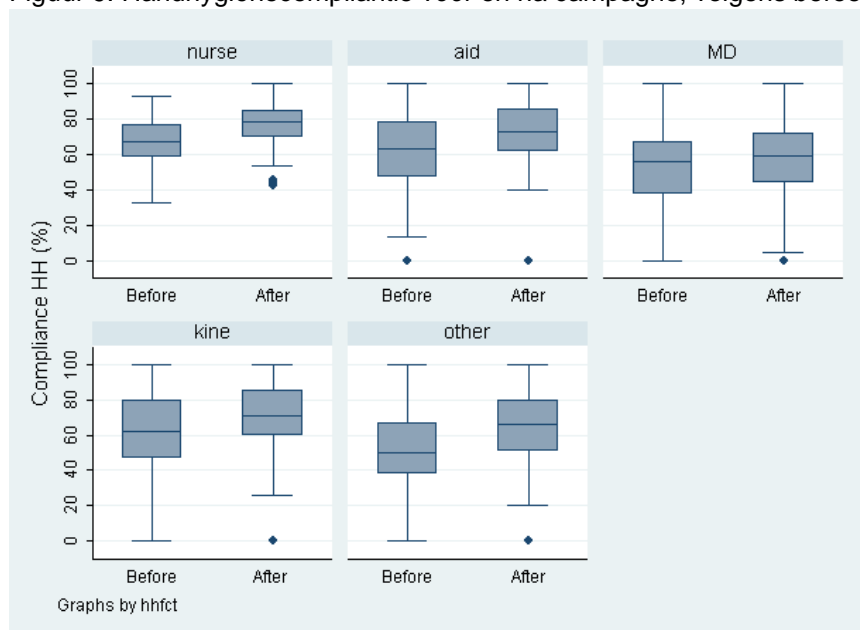 Figuur Handhygiënecompliantie voor en na campagne, volgens
nurse aid MD
Compliance HH (%)
100
80
60
40
20
0
Before After Before After Before After
kine other
100
80
60
40
20
0
Before After Before After
Graphs by hhfct